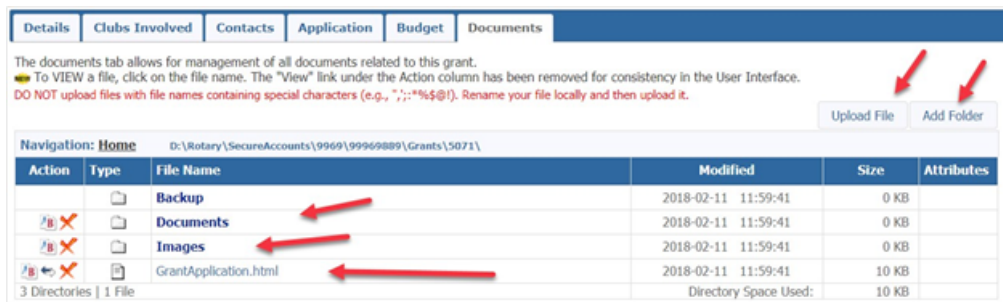 Details Clubs Involved Contacts Application Budget Documents
The documents tab allows for management of all documents related to this grant.
To VIEW a file, click on the file name. The "View" link under the Action column has been removed for consistency in the User Interface.
DO NOT upload files with file names containing special characters (e.g., ",';:*%$@!). Rename your file locally and then upload it.
Upload File Add Folder
Navigation: Home D:\Rotary\SecureAccounts\9969\99969889\Grants\5071\
Action Type File Name Modified Size Attributes
Backup 2018-02-11 11:59:41 0 KB
Documents 2018-02-11 11:59:41 0 KB
Images 2018-02-11 11:59:41 0 KB
GrantApplication.html 2018-02-11 11:59:41 10 KB
3 Directories | 1 File Directory Space Used: 10 KB